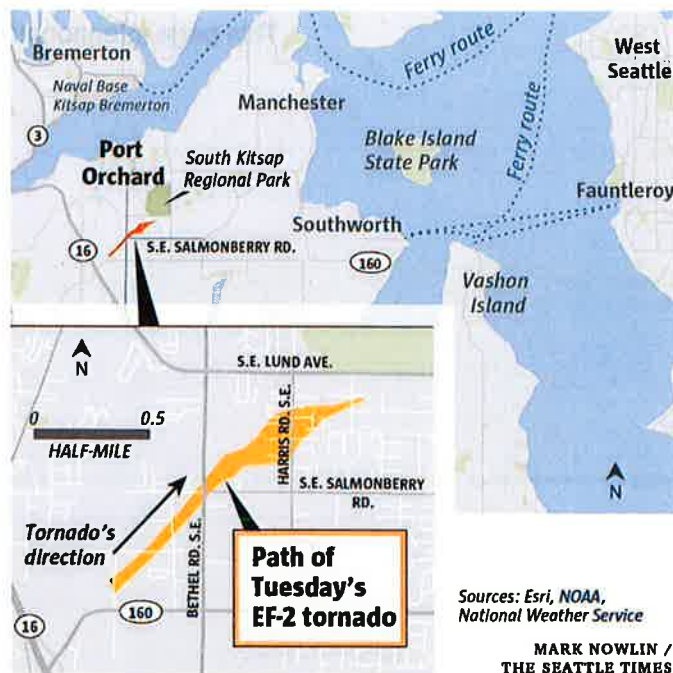 Bremerton
Naval Base
Kitsap Bremerton
3
Manchester
Ferry route
West
Seattle
Port
Orchard
South Kitsap
Regional Park
Blake Island
State Park
Ferry route
Fauntleroy
Southworth
16
S.E. SALMONBERRY RD.
160
Vashon
Island
N
S.E. LUND AVE.
0 0.5
HALF-MILE
HARRIS RD. S.E.
S.E. SALMONBERRY
RD.
N
Tornado's
direction
BETHEL RD. S.E.
Path of
Tuesday's
EF-2 tornado
160
16
Sources: Esri, NOAA,
National Weather Service
MARK NOWLIN /
THE SEATTLE TIMES